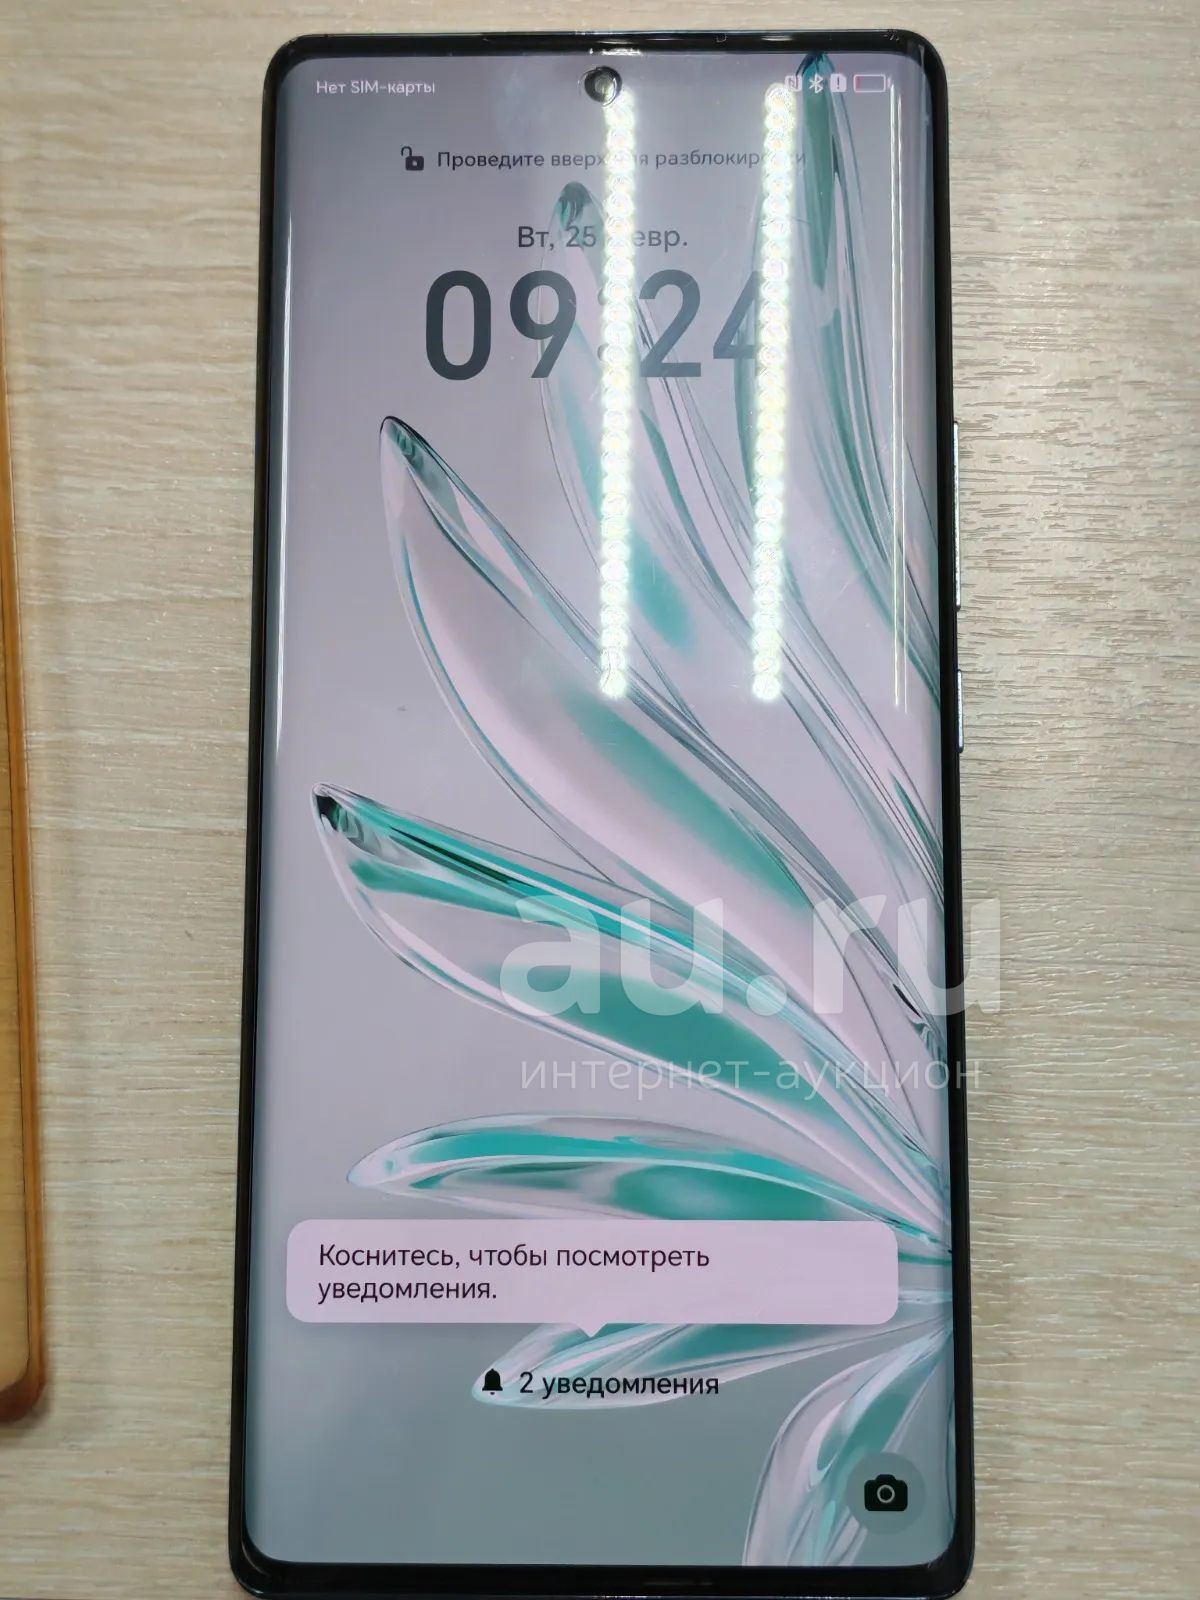 Нет SIM-карты
Проведите вверх для разблокировки
Вт, 25 февр.
09:24
au.ru
интернет-аукцион
Коснитесь, чтобы посмотреть
уведомления.
2 уведомления